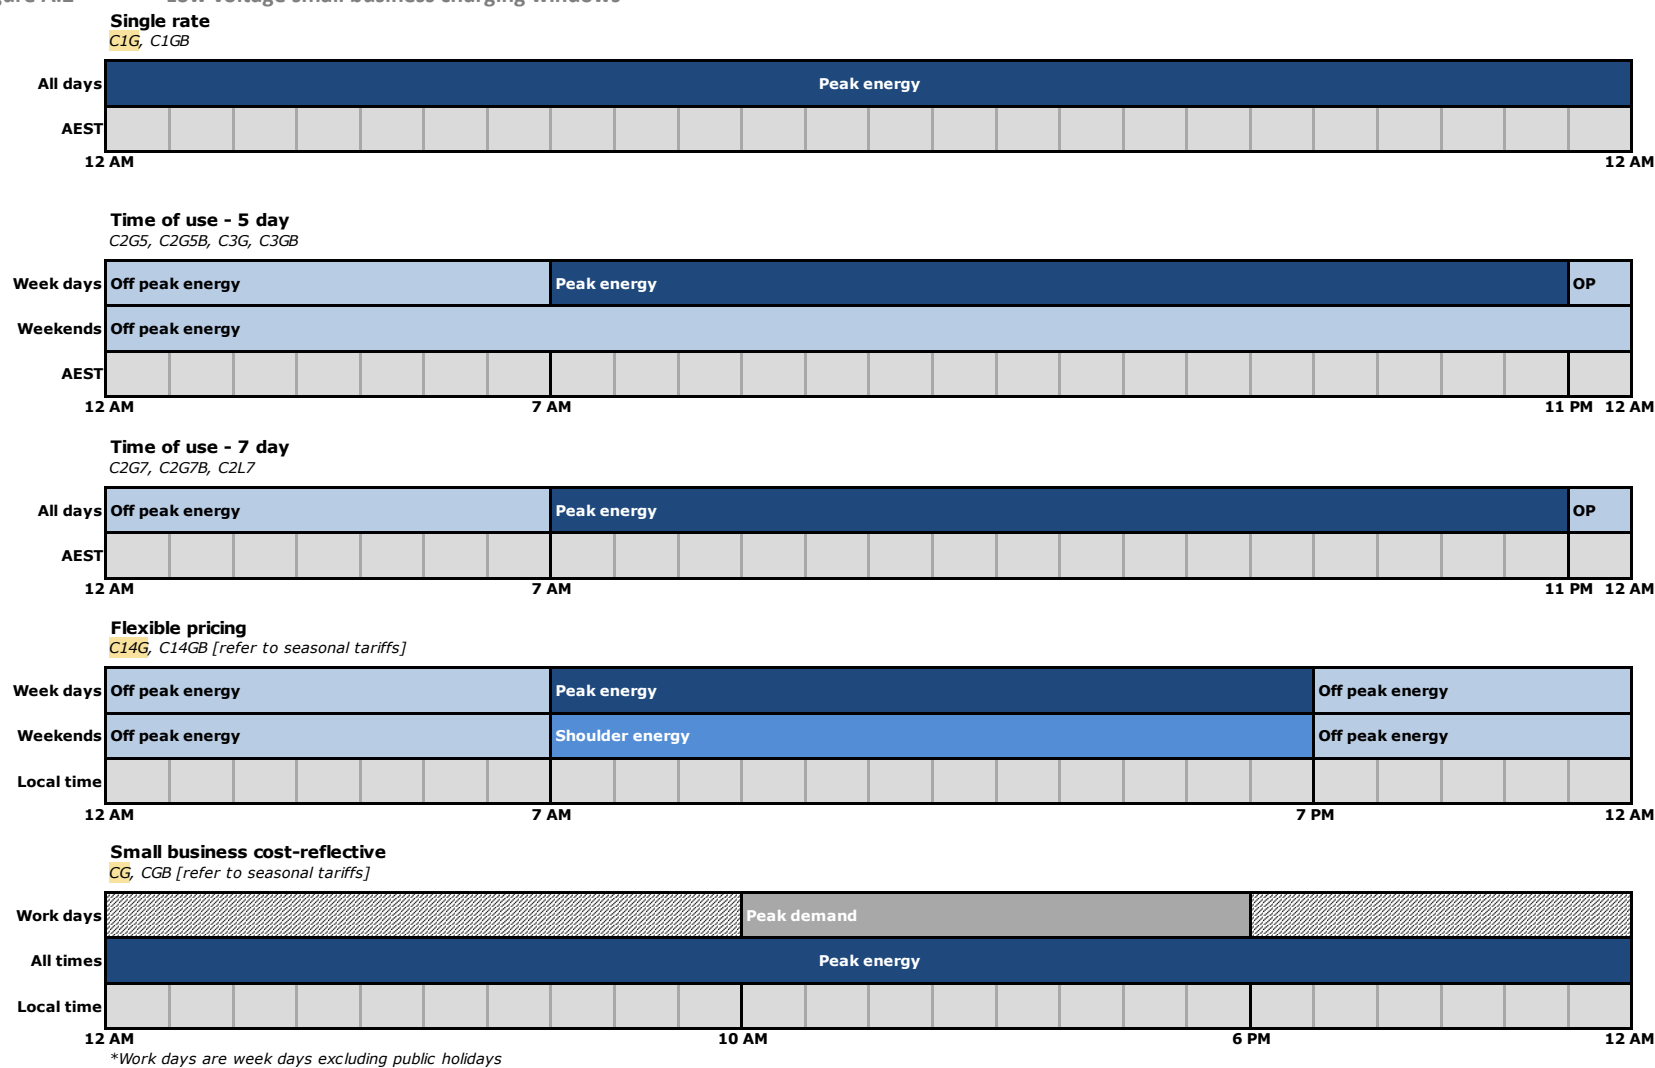 Single rate
C1G, C1GB
All days Peak energy
AEST
12 AM 12 AM
Time of use - 5 day
C2G5, C2G5B, C3G, C3GB
Week days Off peak energy Peak energy OP
Weekends Off peak energy
AEST
12 AM 7 AM 11 PM 12 AM
Time of use - 7 day
C2G7, C2G7B, C2L7
All days Off peak energy Peak energy OP
AEST
12 AM 7 AM 11 PM 12 AM
Flexible pricing
C14G, C14GB [refer to seasonal tariffs]
Week days Off peak energy Peak energy Off peak energy
Weekends Off peak energy Shoulder energy Off peak energy
Local time
12 AM 7 AM 7 PM 12 AM
Small business cost-reflective
CG, CGB [refer to seasonal tariffs]
Work days Peak demand
All times Peak energy
Local time
12 AM 10 AM 6 PM 12 AM
*Work days are week days excluding public holidays